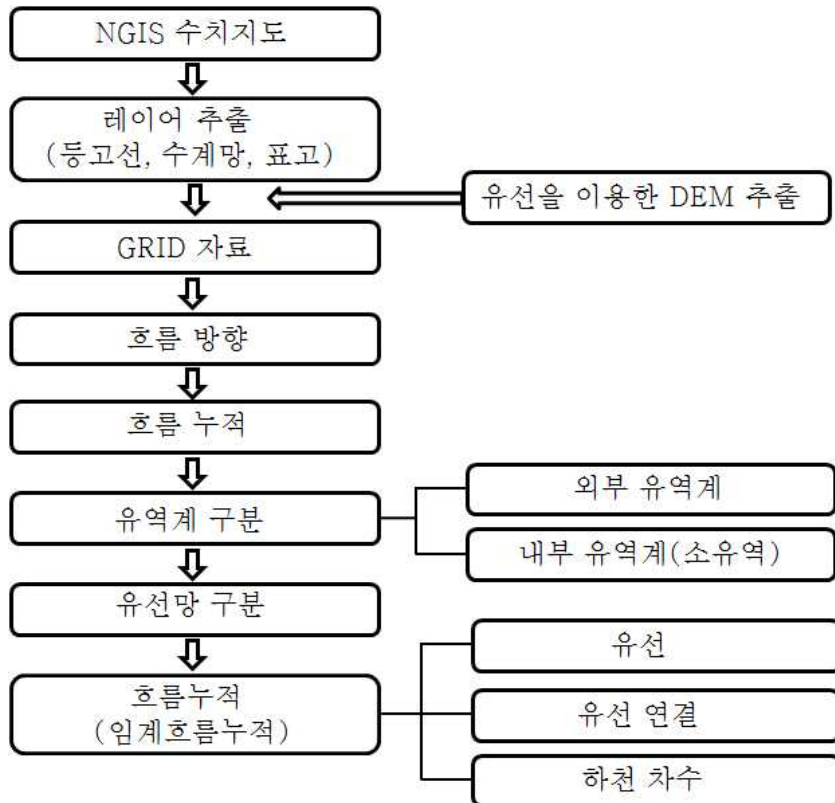 NGIS 수치지도
레이어 추출
(등고선, 수계망, 표고)
유선을 이용한 DEM 추출
GRID 자료
흐름 방향
흐름 누적
유역계 구분
외부 유역계
내부 유역계(소유역)
유선망 구분
흐름누적
(임계흐름누적)
유선
유선 연결
하천 차수